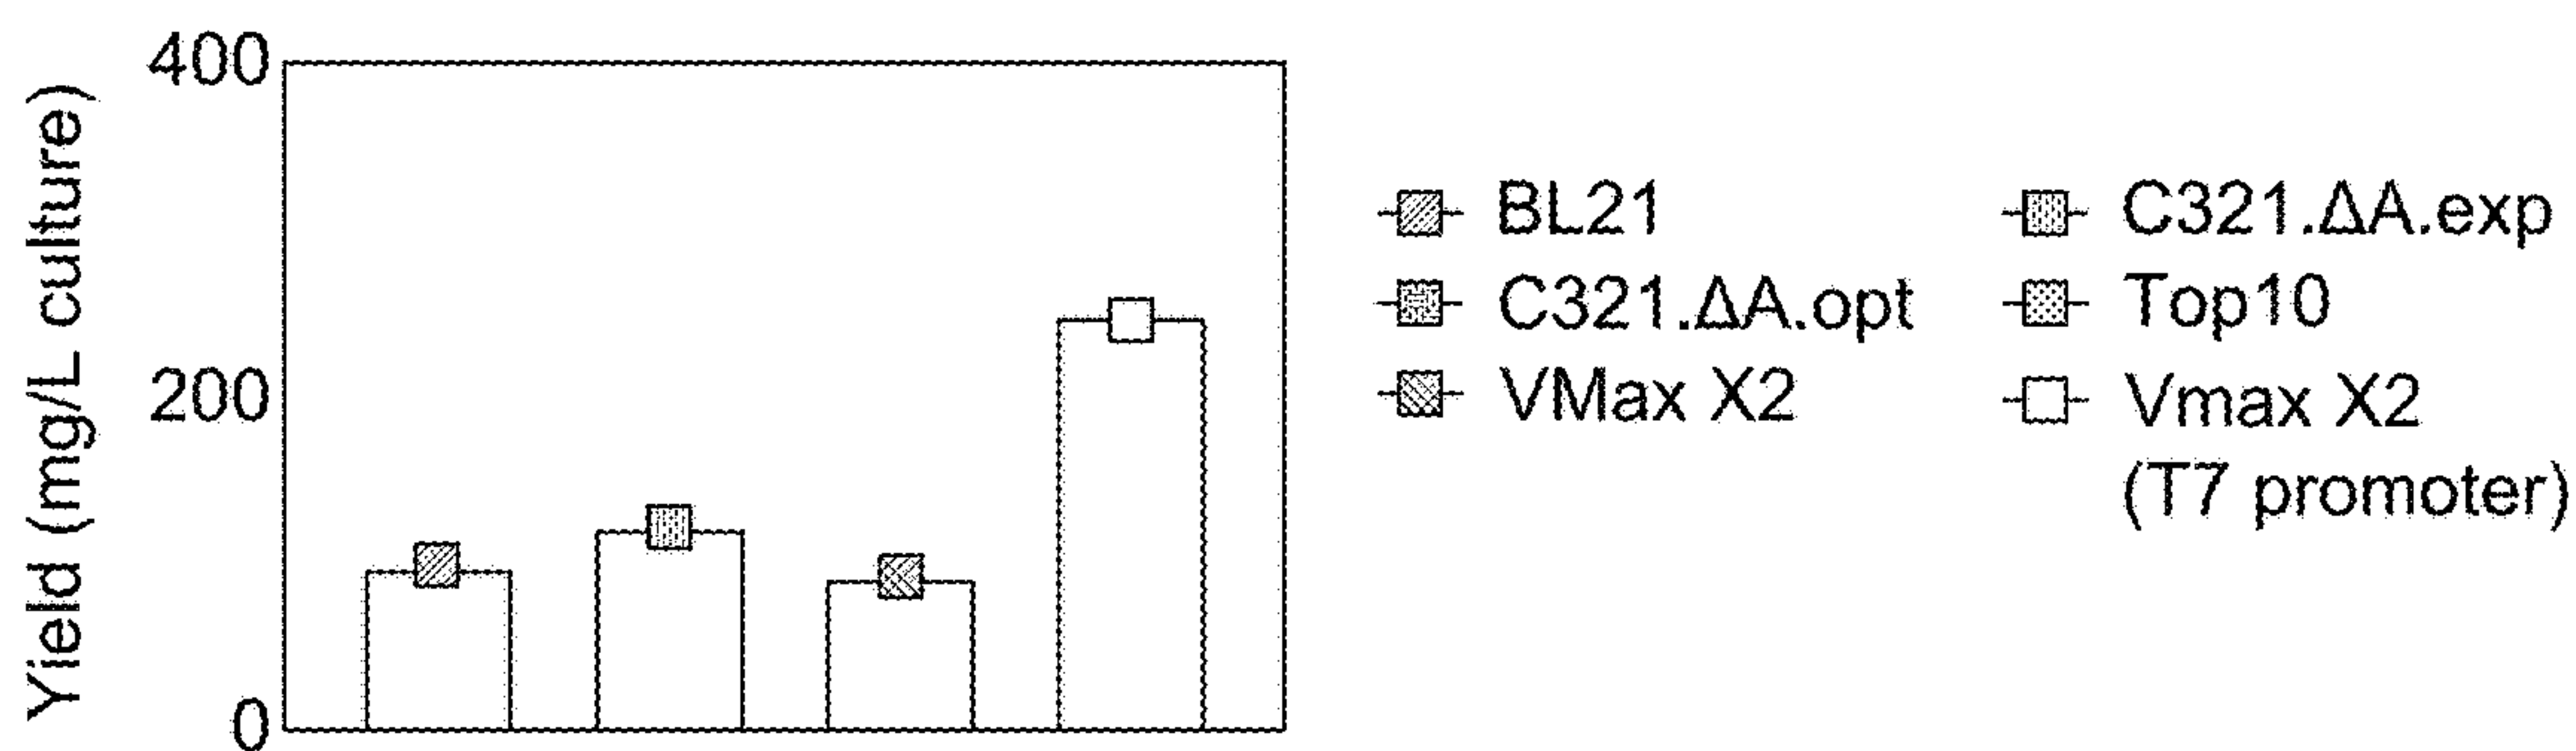 Yield (mg/L culture)
400
200
0
BL21
C321.ΔA.opt
VMax X2
C321.ΔA.exp
Top10
Vmax X2
(T7 promoter)